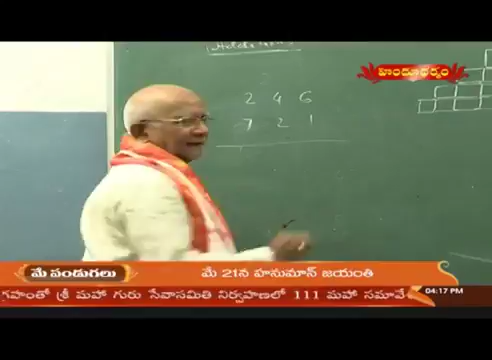 హిందూధర్మం
2 4 6
7 2 1
మే పండుగలు
మే 21న హనుమాన్ జయంతి
గ్రహంతో శ్రీ మహా గురు సేవాసమితి నిర్వహణలో 111 మహా సమావే
04:17 PM